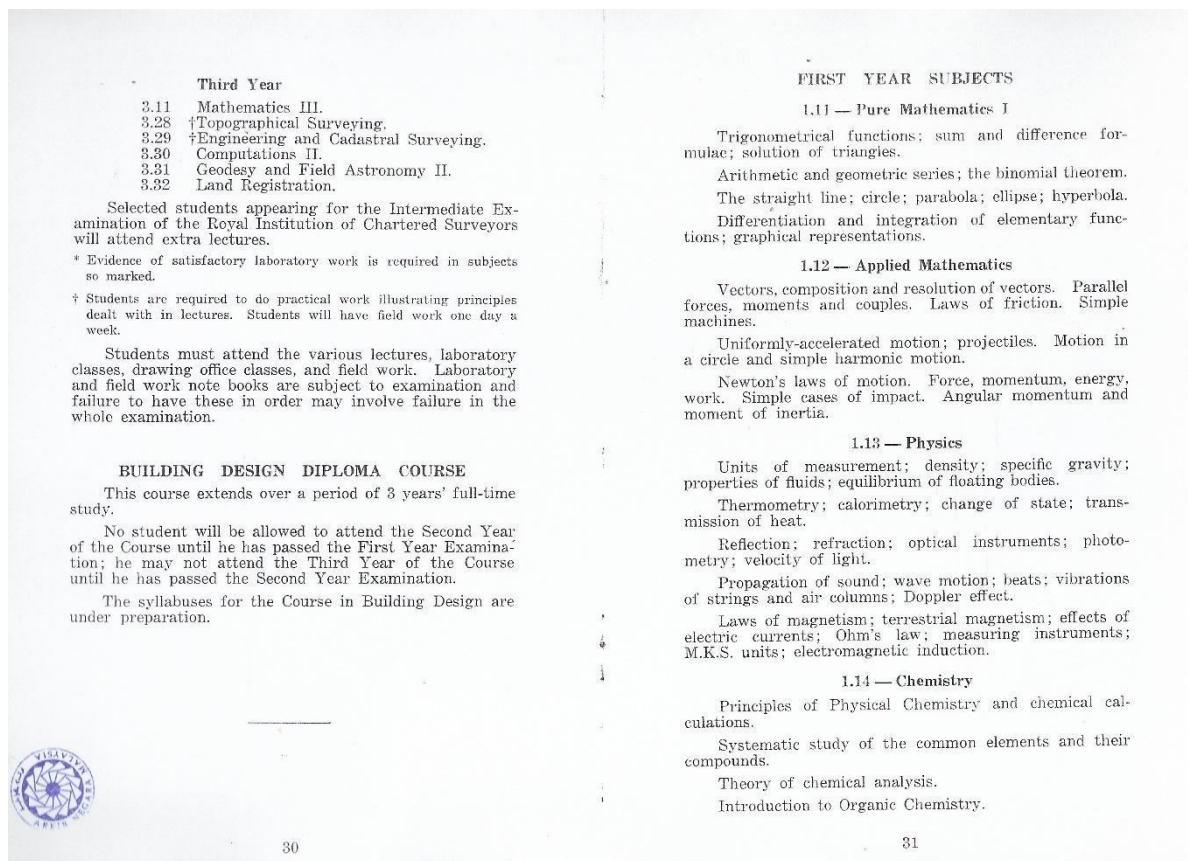 Third Year
3.11 Mathematics III.
3.28 †Topographical Surveying.
3.29 †Engineering and Cadastral Surveying.
3.30 Computations II.
3.31 Geodesy and Field Astronomy II.
3.32 Land Registration.
Selected students appearing for the Intermediate Ex-
amination of the Royal Institution of Chartered Surveyors
will attend extra lectures.
* Evidence of satisfactory laboratory work is required in subjects
so marked.
† Students are required to do practical work illustrating principles
dealt with in lectures. Students will have field work one day a
week.
Students must attend the various lectures, laboratory
classes, drawing office classes, and field work. Laboratory
and field work note books are subject to examination and
failure to have these in order may involve failure in the
whole examination.
BUILDING DESIGN DIPLOMA COURSE
This course extends over a period of 3 years' full-time
study.
No student will be allowed to attend the Second Year
of the Course until he has passed the First Year Examina-
tion; he may not attend the Third Year of the Course
until he has passed the Second Year Examination.
The syllabuses for the Course in Building Design are
under preparation.
ARKIB NEGARA MALAYSIA
30
FIRST YEAR SUBJECTS
1.11 — Pure Mathematics I
Trigonometrical functions; sum and difference for-
mulae; solution of triangles.
Arithmetic and geometric series; the binomial theorem.
The straight line; circle; parabola; ellipse; hyperbola.
Differentiation and integration of elementary func-
tions; graphical representations.
1.12 — Applied Mathematics
Vectors, composition and resolution of vectors. Parallel
forces, moments and couples. Laws of friction. Simple
machines.
Uniformly-accelerated motion; projectiles. Motion in
a circle and simple harmonic motion.
Newton's laws of motion. Force, momentum, energy,
work. Simple cases of impact. Angular momentum and
moment of inertia.
1.13 — Physics
Units of measurement; density; specific gravity;
properties of fluids; equilibrium of floating bodies.
Thermometry; calorimetry; change of state; trans-
mission of heat.
Reflection; refraction; optical instruments; photo-
metry; velocity of light.
Propagation of sound; wave motion; beats; vibrations
of strings and air columns; Doppler effect.
Laws of magnetism; terrestrial magnetism; effects of
electric currents; Ohm's law; measuring instruments;
M.K.S. units; electromagnetic induction.
1.14 — Chemistry
Principles of Physical Chemistry and chemical cal-
culations.
Systematic study of the common elements and their
compounds.
Theory of chemical analysis.
Introduction to Organic Chemistry.
31